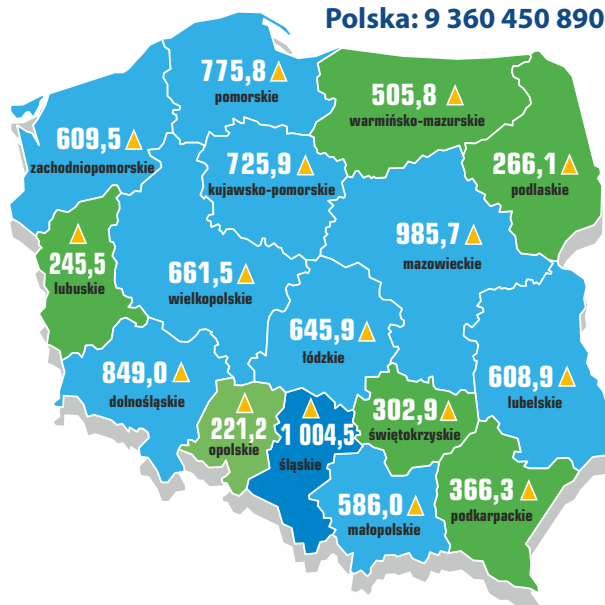 Polska: 9 360 450 890
775,8
pomorskie
505,8
warmińsko-mazurskie
609,5
zachodniopomorskie
725,9
kujawsko-pomorskie
266,1
podlaskie
985,7
mazowieckie
245,5
lubuskie
661,5
wielkopolskie
645,9
łódzkie
849,0
dolnośląskie
608,9
lubelskie
221,2
opolskie
1 004,5
śląskie
302,9
świętokrzyskie
586,0
małopolskie
366,3
podkarpackie